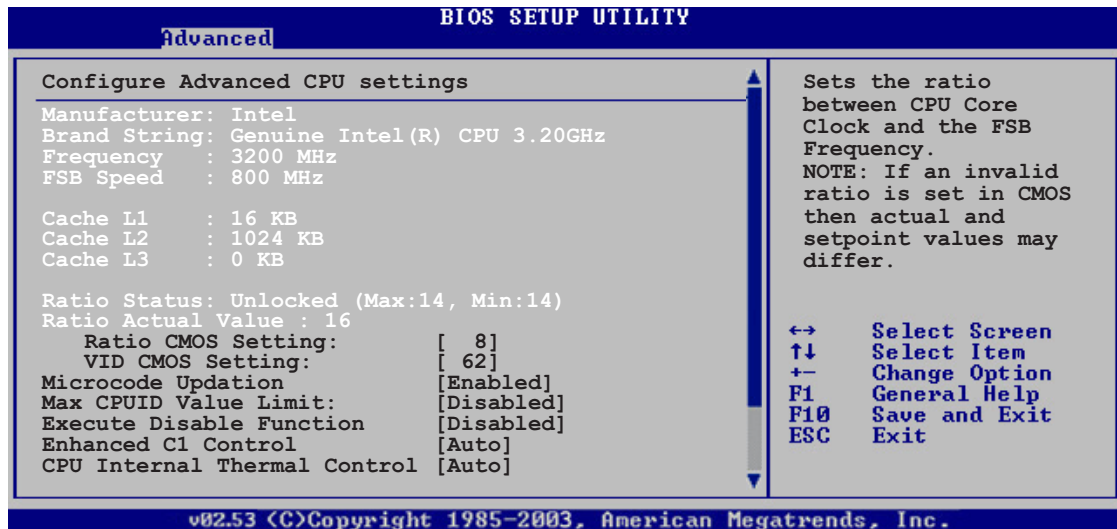 BIOS SETUP UTILITY
Advanced
Configure Advanced CPU settings
Manufacturer: Intel
Brand String: Genuine Intel(R) CPU 3.20GHz
Frequency : 3200 MHz
FSB Speed : 800 MHz
Cache L1 : 16 KB
Cache L2 : 1024 KB
Cache L3 : 0 KB
Ratio Status: Unlocked (Max:14, Min:14)
Ratio Actual Value : 16
Ratio CMOS Setting: [ 8]
VID CMOS Setting: [ 62]
Microcode Updation [Enabled]
Max CPUID Value Limit: [Disabled]
Execute Disable Function [Disabled]
Enhanced C1 Control [Auto]
CPU Internal Thermal Control [Auto]
Sets the ratio
between CPU Core
Clock and the FSB
Frequency.
NOTE: If an invalid
ratio is set in CMOS
then actual and
setpoint values may
differ.
←→ Select Screen
↑↓ Select Item
+- Change Option
F1 General Help
F10 Save and Exit
ESC Exit
v02.53 (C)Copyright 1985-2003, American Megatrends, Inc.